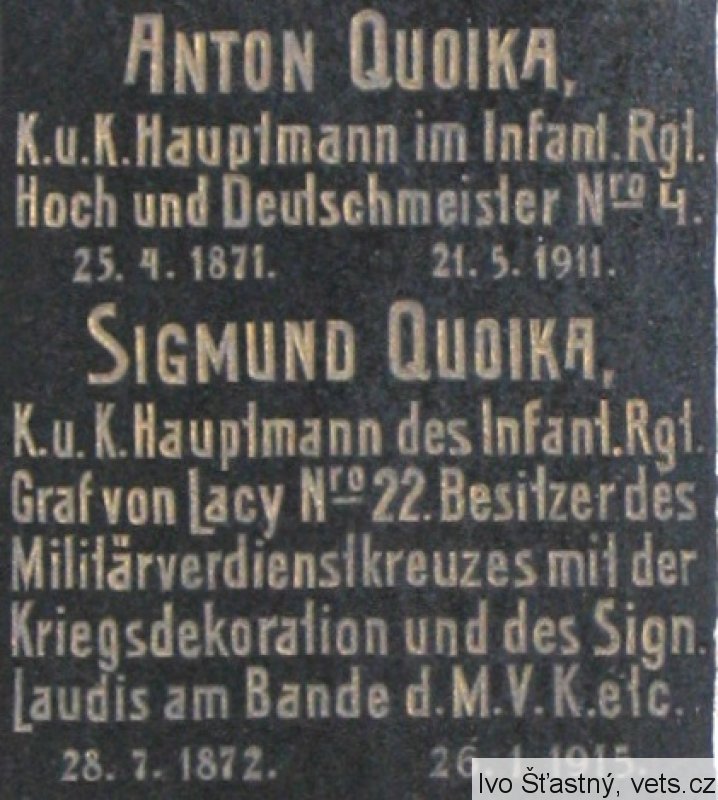 ANTON QUOIKA,
K.u.K. Hauptmann im Infant. Rgt.
Hoch und Deutschmeister Nro 4.
25. 4. 1871. 21. 5. 1911.
SIGMUND QUOIKA,
K.u.K. Hauptmann des Infant. Rgt.
Graf von Lacy Nro 22. Besitzer des
Militärverdienstkreuzes mit der
Kriegsdekoration und des Sign.
Laudis am Bande d. M. V. K. etc.
28. 7. 1872. 26. 1. 1915.
Ivo Šťastný, vets.cz